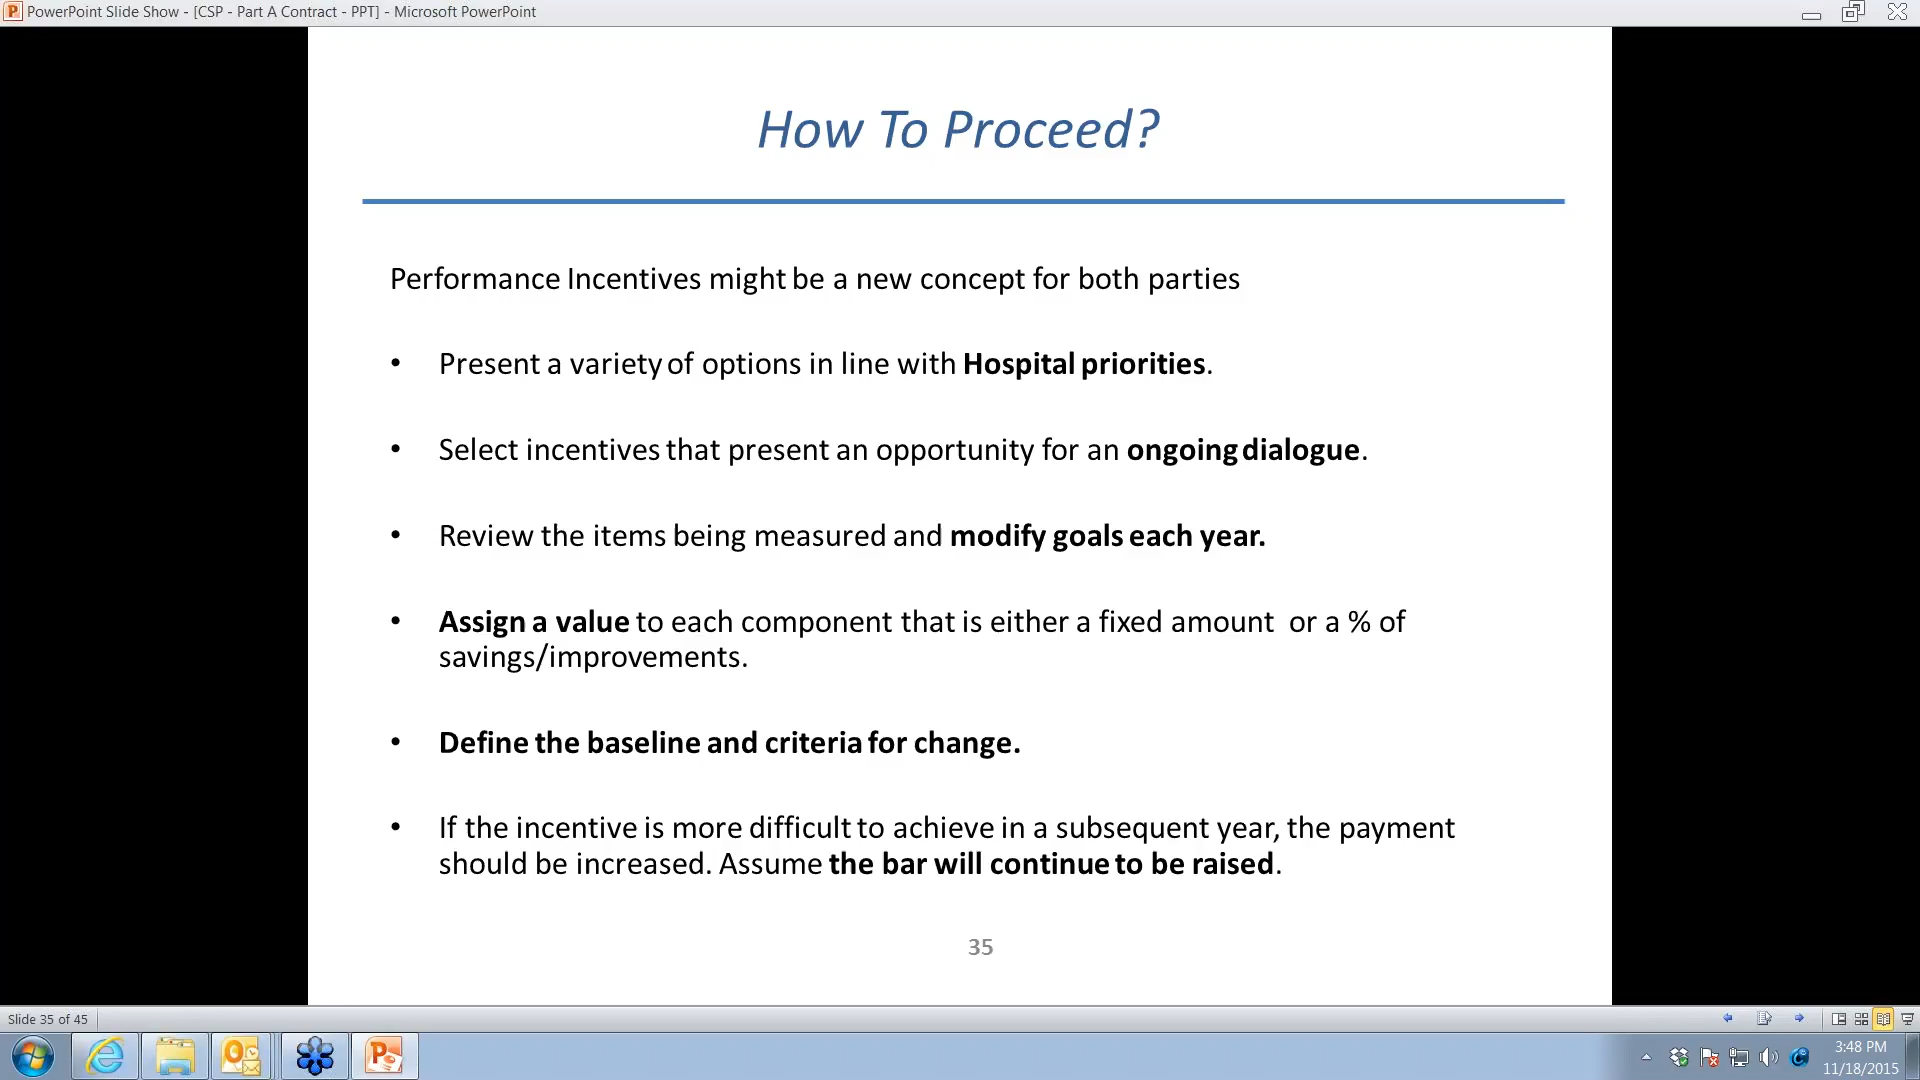 PowerPoint Slide Show - [CSP - Part A Contract - PPT] - Microsoft PowerPoint
How To Proceed?
Performance Incentives might be a new concept for both parties
• Present a variety of options in line with Hospital priorities.
• Select incentives that present an opportunity for an ongoing dialogue.
• Review the items being measured and modify goals each year.
• Assign a value to each component that is either a fixed amount or a % of
savings/improvements.
• Define the baseline and criteria for change.
• If the incentive is more difficult to achieve in a subsequent year, the payment
should be increased. Assume the bar will continue to be raised.
35
Slide 35 of 45
3:48 PM
11/18/2015